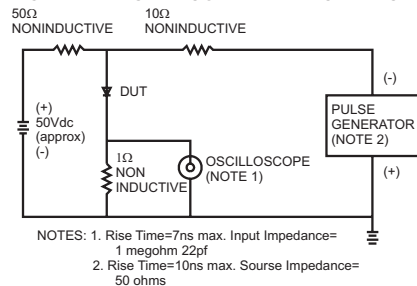 50Ω
NONINDUCTIVE
10Ω
NONINDUCTIVE
DUT
(+)
50Vdc
(approx)
(-)
1Ω
NON
INDUCTIVE
OSCILLOSCOPE
(NOTE 1)
(-)
PULSE
GENERATOR
(NOTE 2)
(+)
NOTES: 1. Rise Time=7ns max. Input Impedance=
1 megohm 22pf
2. Rise Time=10ns max. Sourse Impedance=
50 ohms